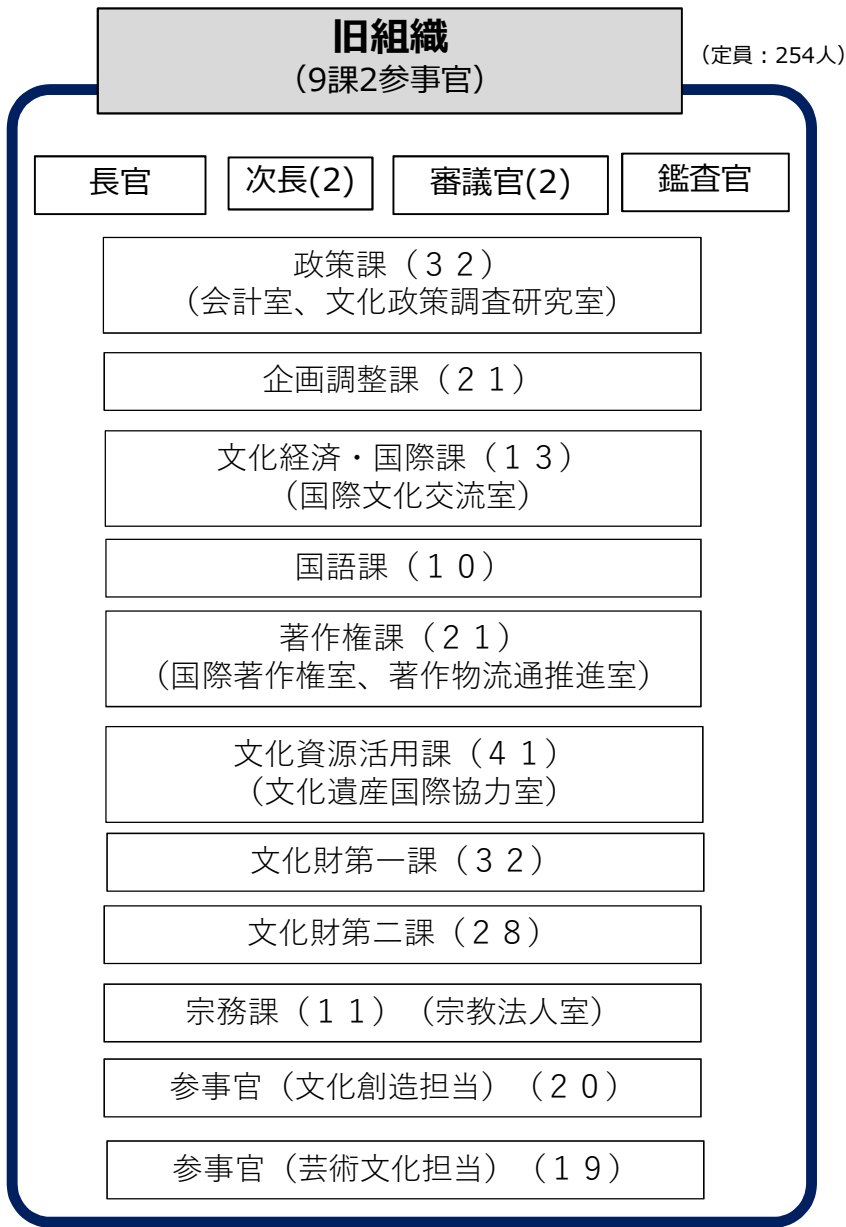 旧組織
（9課2参事官）
（定員：254人）
長官
次長(2)
審議官(2)
鑑査官
政策課（３２）
（会計室、文化政策調査研究室）
企画調整課（２１）
文化経済・国際課（１３）
（国際文化交流室）
国語課（１０）
著作権課（２１）
（国際著作権室、著作物流通推進室）
文化資源活用課（４１）
（文化遺産国際協力室）
文化財第一課（３２）
文化財第二課（２８）
宗務課（１１）（宗教法人室）
参事官（文化創造担当）（２０）
参事官（芸術文化担当）（１９）